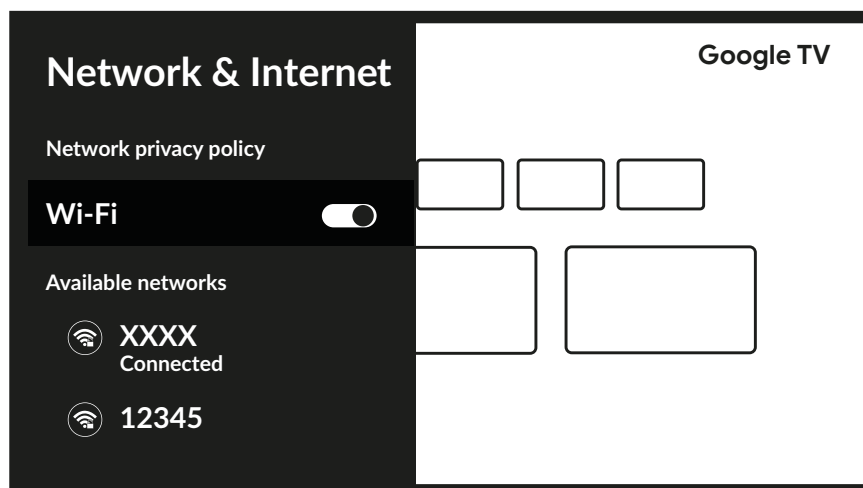 Network & Internet
Google TV
Network privacy policy
Wi-Fi
Available networks
XXXX
Connected
12345